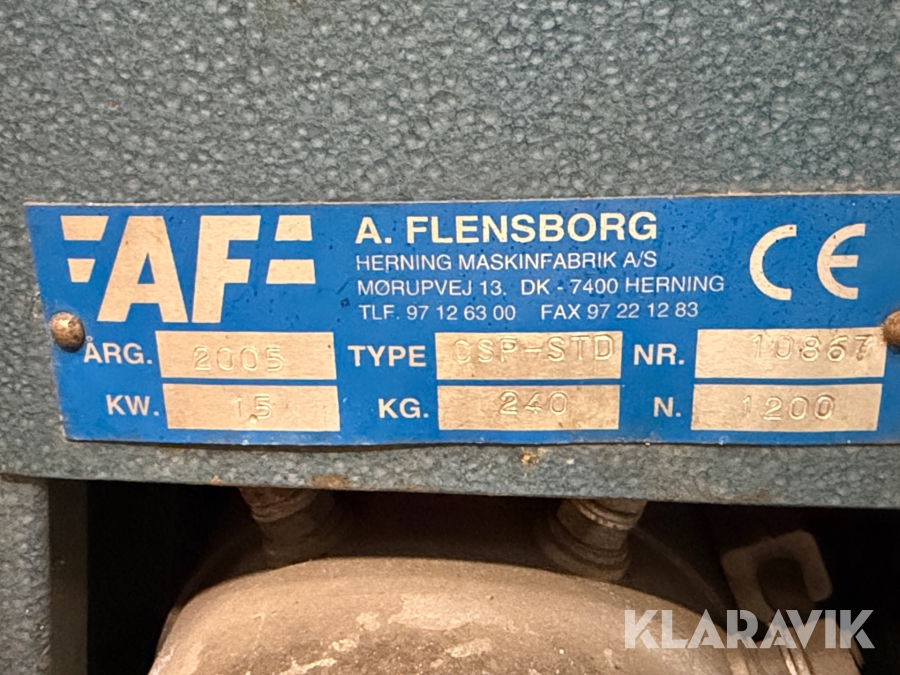 AF A. FLENSBORG
HERNING MASKINFABRIK A/S
MØRUPVEJ 13. DK - 7400 HERNING
TLF. 97 12 63 00 FAX 97 22 12 83
CE
ÅRG. 2005 TYPE CSP-STD NR. 10867
KW. 1.5 KG. 240 N. 1200
KLARAVIK